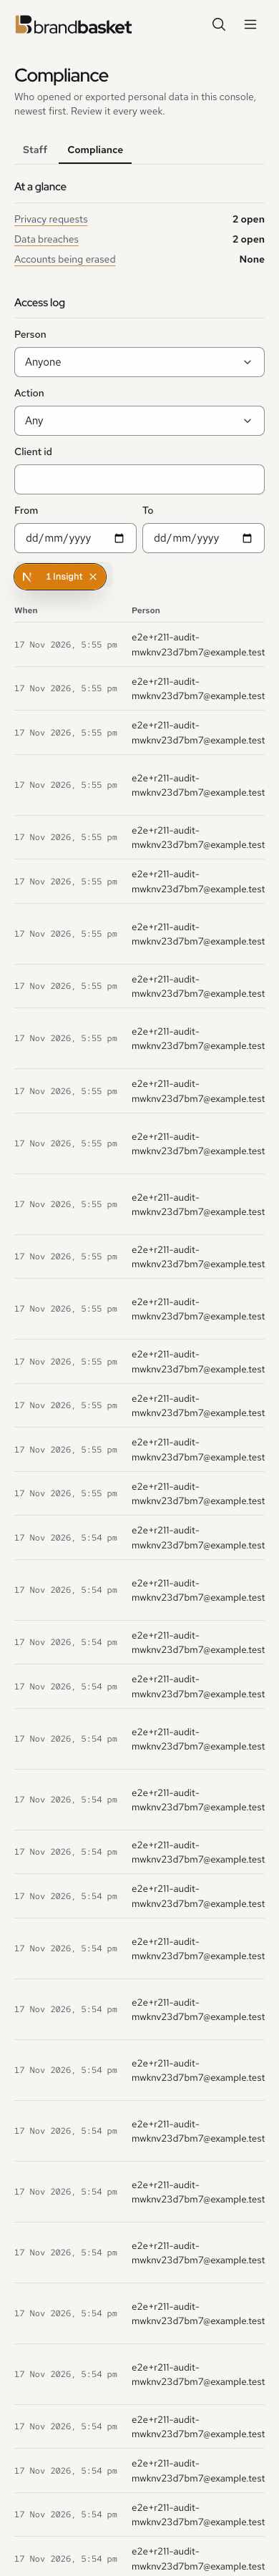 brandbasket
Compliance
Who opened or exported personal data in this console,
newest first. Review it every week.
Staff Compliance
At a glance
Privacy requests 2 open
Data breaches 2 open
Accounts being erased None
Access log
Person
Anyone
Action
Any
Client id
From To
dd/mm/yyyy dd/mm/yyyy
N 1 Insight
When Person
17 Nov 2026, 5:55 pm e2e+r211-audit-
mwknv23d7bm7@example.test
17 Nov 2026, 5:55 pm e2e+r211-audit-
mwknv23d7bm7@example.test
17 Nov 2026, 5:55 pm e2e+r211-audit-
mwknv23d7bm7@example.test
17 Nov 2026, 5:55 pm e2e+r211-audit-
mwknv23d7bm7@example.test
17 Nov 2026, 5:55 pm e2e+r211-audit-
mwknv23d7bm7@example.test
17 Nov 2026, 5:55 pm e2e+r211-audit-
mwknv23d7bm7@example.test
17 Nov 2026, 5:55 pm e2e+r211-audit-
mwknv23d7bm7@example.test
17 Nov 2026, 5:55 pm e2e+r211-audit-
mwknv23d7bm7@example.test
17 Nov 2026, 5:55 pm e2e+r211-audit-
mwknv23d7bm7@example.test
17 Nov 2026, 5:55 pm e2e+r211-audit-
mwknv23d7bm7@example.test
17 Nov 2026, 5:55 pm e2e+r211-audit-
mwknv23d7bm7@example.test
17 Nov 2026, 5:55 pm e2e+r211-audit-
mwknv23d7bm7@example.test
17 Nov 2026, 5:55 pm e2e+r211-audit-
mwknv23d7bm7@example.test
17 Nov 2026, 5:55 pm e2e+r211-audit-
mwknv23d7bm7@example.test
17 Nov 2026, 5:55 pm e2e+r211-audit-
mwknv23d7bm7@example.test
17 Nov 2026, 5:55 pm e2e+r211-audit-
mwknv23d7bm7@example.test
17 Nov 2026, 5:55 pm e2e+r211-audit-
mwknv23d7bm7@example.test
17 Nov 2026, 5:55 pm e2e+r211-audit-
mwknv23d7bm7@example.test
17 Nov 2026, 5:54 pm e2e+r211-audit-
mwknv23d7bm7@example.test
17 Nov 2026, 5:54 pm e2e+r211-audit-
mwknv23d7bm7@example.test
17 Nov 2026, 5:54 pm e2e+r211-audit-
mwknv23d7bm7@example.test
17 Nov 2026, 5:54 pm e2e+r211-audit-
mwknv23d7bm7@example.test
17 Nov 2026, 5:54 pm e2e+r211-audit-
mwknv23d7bm7@example.test
17 Nov 2026, 5:54 pm e2e+r211-audit-
mwknv23d7bm7@example.test
17 Nov 2026, 5:54 pm e2e+r211-audit-
mwknv23d7bm7@example.test
17 Nov 2026, 5:54 pm e2e+r211-audit-
mwknv23d7bm7@example.test
17 Nov 2026, 5:54 pm e2e+r211-audit-
mwknv23d7bm7@example.test
17 Nov 2026, 5:54 pm e2e+r211-audit-
mwknv23d7bm7@example.test
17 Nov 2026, 5:54 pm e2e+r211-audit-
mwknv23d7bm7@example.test
17 Nov 2026, 5:54 pm e2e+r211-audit-
mwknv23d7bm7@example.test
17 Nov 2026, 5:54 pm e2e+r211-audit-
mwknv23d7bm7@example.test
17 Nov 2026, 5:54 pm e2e+r211-audit-
mwknv23d7bm7@example.test
17 Nov 2026, 5:54 pm e2e+r211-audit-
mwknv23d7bm7@example.test
17 Nov 2026, 5:54 pm e2e+r211-audit-
mwknv23d7bm7@example.test
17 Nov 2026, 5:54 pm e2e+r211-audit-
mwknv23d7bm7@example.test
17 Nov 2026, 5:54 pm e2e+r211-audit-
mwknv23d7bm7@example.test
17 Nov 2026, 5:54 pm e2e+r211-audit-
mwknv23d7bm7@example.test
17 Nov 2026, 5:54 pm e2e+r211-audit-
mwknv23d7bm7@example.test